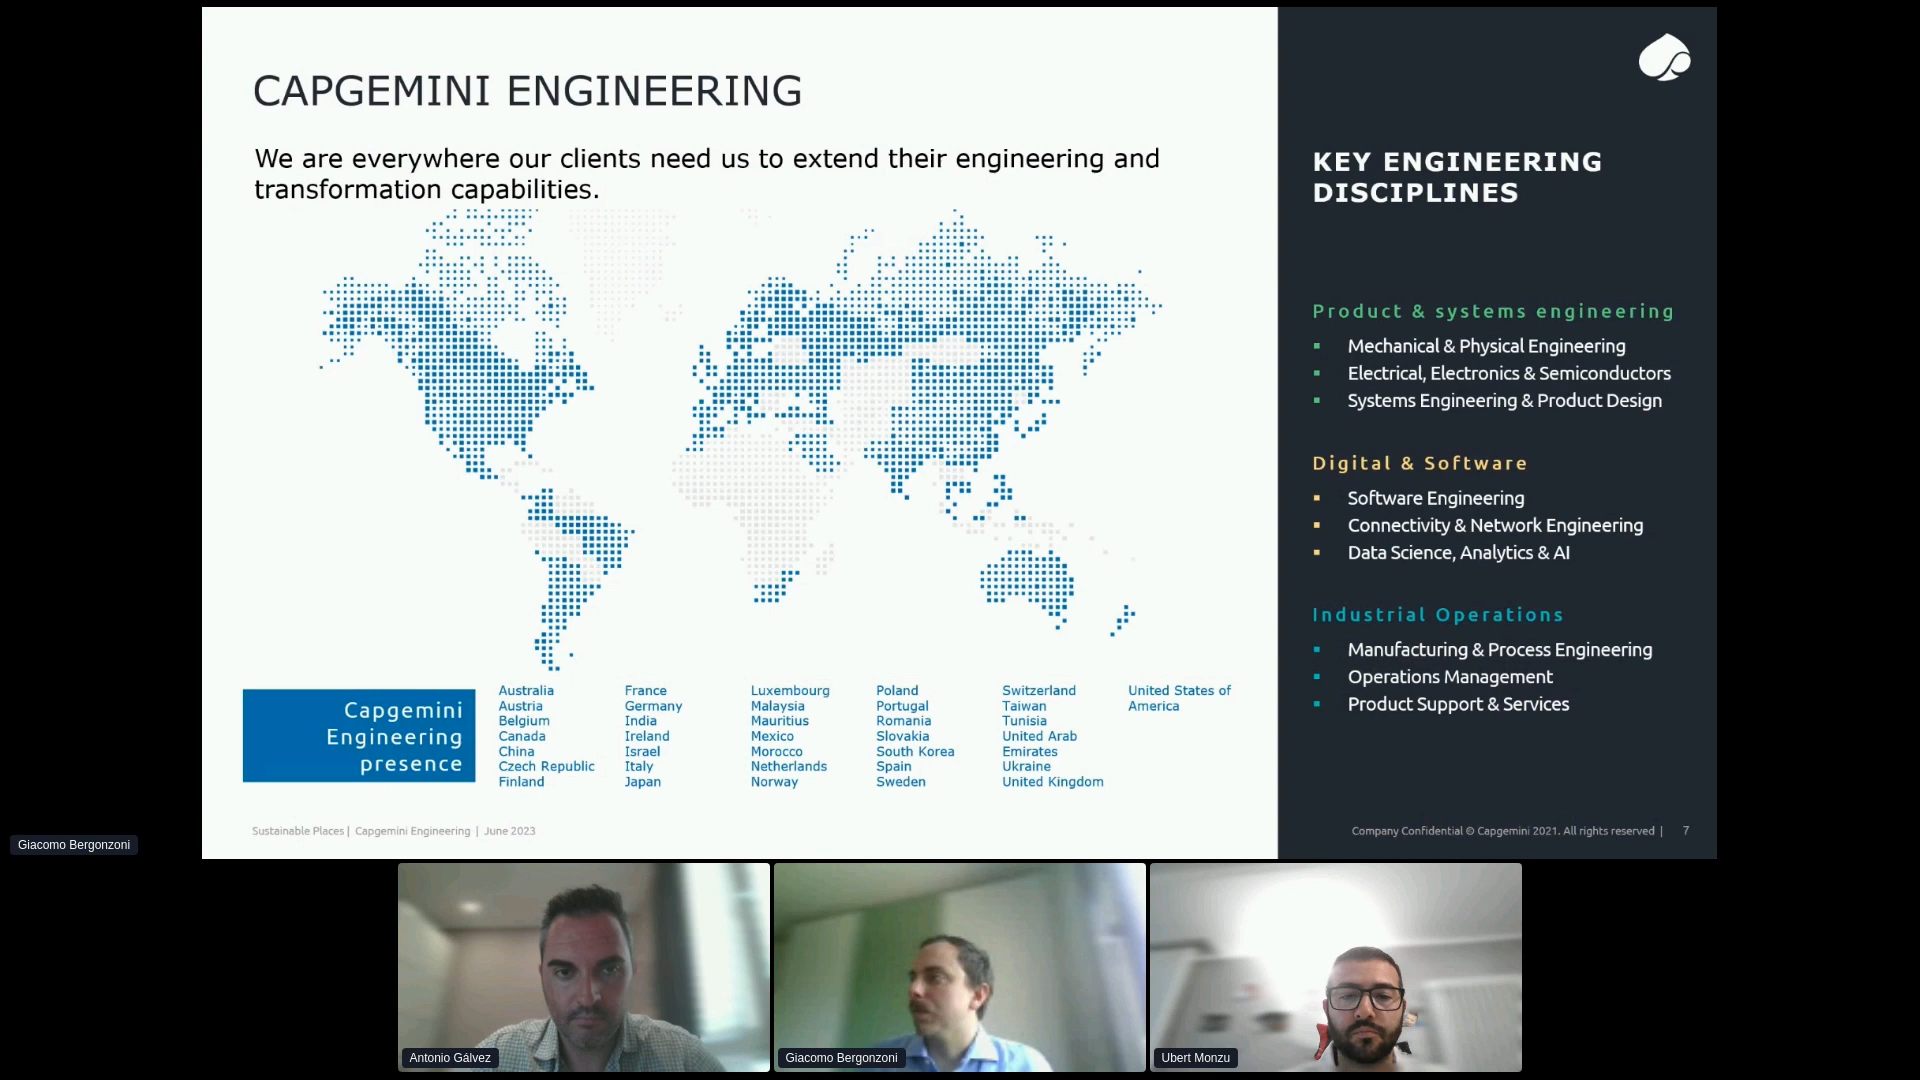 CAPGEMINI ENGINEERING
We are everywhere our clients need us to extend their engineering and
transformation capabilities.
Capgemini
Engineering
presence
Australia
Austria
Belgium
Canada
China
Czech Republic
Finland
France
Germany
India
Ireland
Israel
Italy
Japan
Luxembourg
Malaysia
Mauritius
Mexico
Morocco
Netherlands
Norway
Poland
Portugal
Romania
Slovakia
South Korea
Spain
Sweden
Switzerland
Taiwan
Tunisia
United Arab
Emirates
Ukraine
United Kingdom
United States of
America
Sustainable Places | Capgemini Engineering | June 2023
KEY ENGINEERING
DISCIPLINES
Product & systems engineering
Mechanical & Physical Engineering
Electrical, Electronics & Semiconductors
Systems Engineering & Product Design
Digital & Software
Software Engineering
Connectivity & Network Engineering
Data Science, Analytics & AI
Industrial Operations
Manufacturing & Process Engineering
Operations Management
Product Support & Services
Company Confidential © Capgemini 2021. All rights reserved | 7
Giacomo Bergonzoni
Antonio Gálvez
Giacomo Bergonzoni
Ubert Monzu